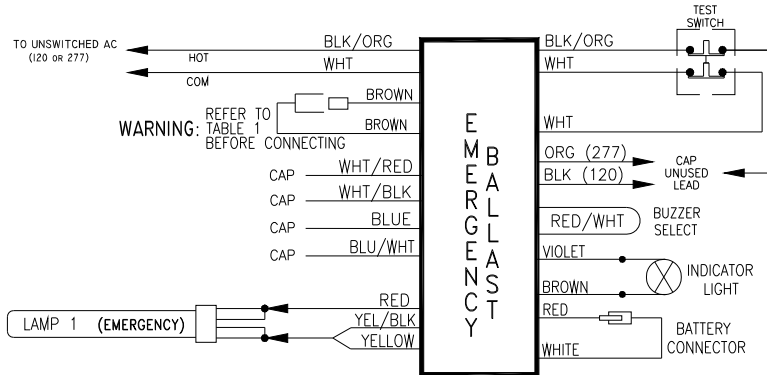 TO UNSWITCHED AC
(120 OR 277)
HOT
COM
BLK/ORG
WHT
BROWN
BROWN
WARNING: REFER TO
TABLE 1
BEFORE CONNECTING
CAP WHT/RED
CAP WHT/BLK
CAP BLUE
CAP BLU/WHT
RED
YEL/BLK
YELLOW
LAMP 1 (EMERGENCY)
EMERGENCY
BALLAST
TEST
SWITCH
BLK/ORG
WHT
WHT
ORG (277)
BLK (120)
CAP
UNUSED
LEAD
RED/WHT
BUZZER
SELECT
VIOLET
BROWN
INDICATOR
LIGHT
RED
WHITE
BATTERY
CONNECTOR